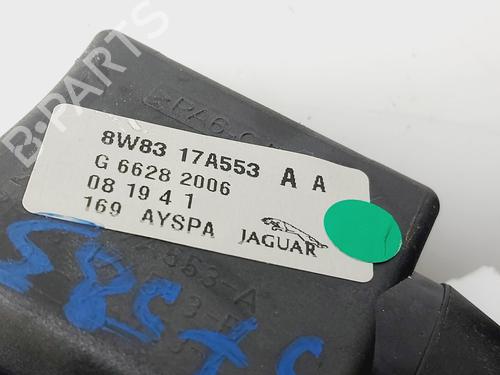 B-PARTS
8W83 17A553 A A
G 6628 2006
08 19 4 1
169 AYSPA JAGUAR